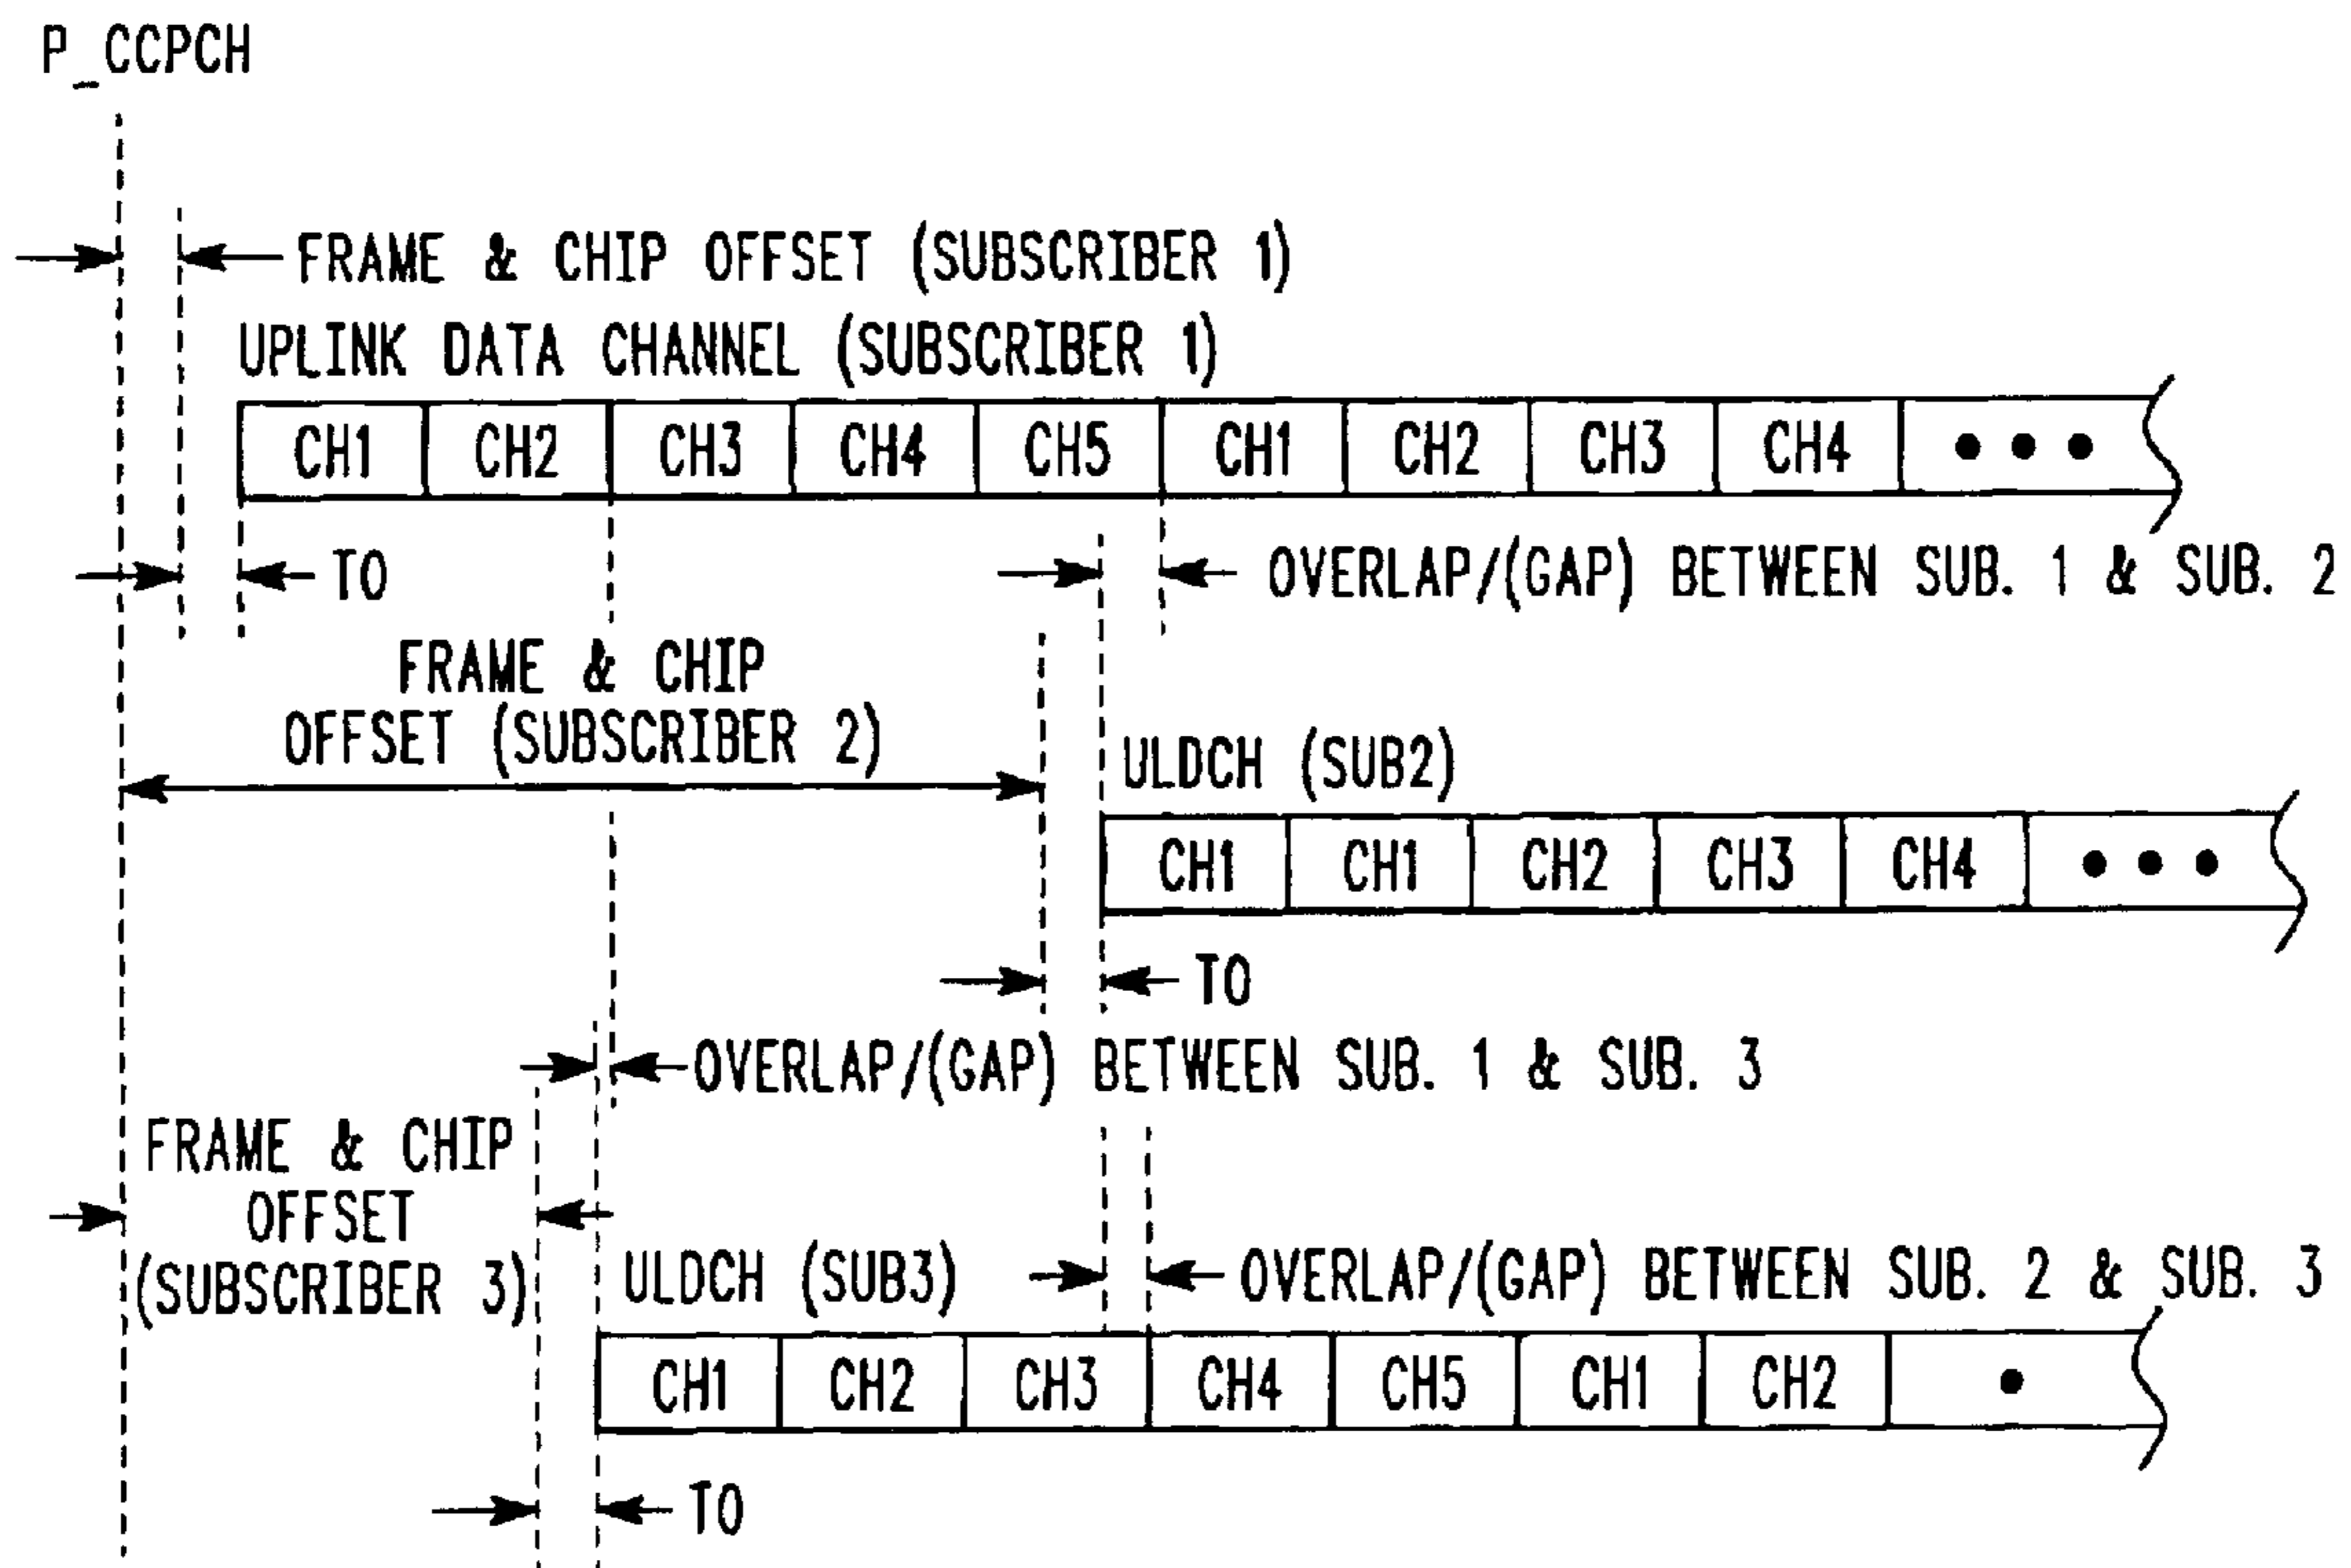 P_CCPCH
FRAME & CHIP OFFSET (SUBSCRIBER 1)
UPLINK DATA CHANNEL (SUBSCRIBER 1)
CH1 CH2 CH3 CH4 CH5 CH1 CH2 CH3 CH4 •••
TO
OVERLAP/(GAP) BETWEEN SUB. 1 & SUB. 2
FRAME & CHIP
OFFSET (SUBSCRIBER 2)
ULDCH (SUB2)
CH1 CH1 CH2 CH3 CH4 •••
TO
OVERLAP/(GAP) BETWEEN SUB. 1 & SUB. 3
FRAME & CHIP
OFFSET
(SUBSCRIBER 3)
ULDCH (SUB3)
OVERLAP/(GAP) BETWEEN SUB. 2 & SUB. 3
CH1 CH2 CH3 CH4 CH5 CH1 CH2 •
TO